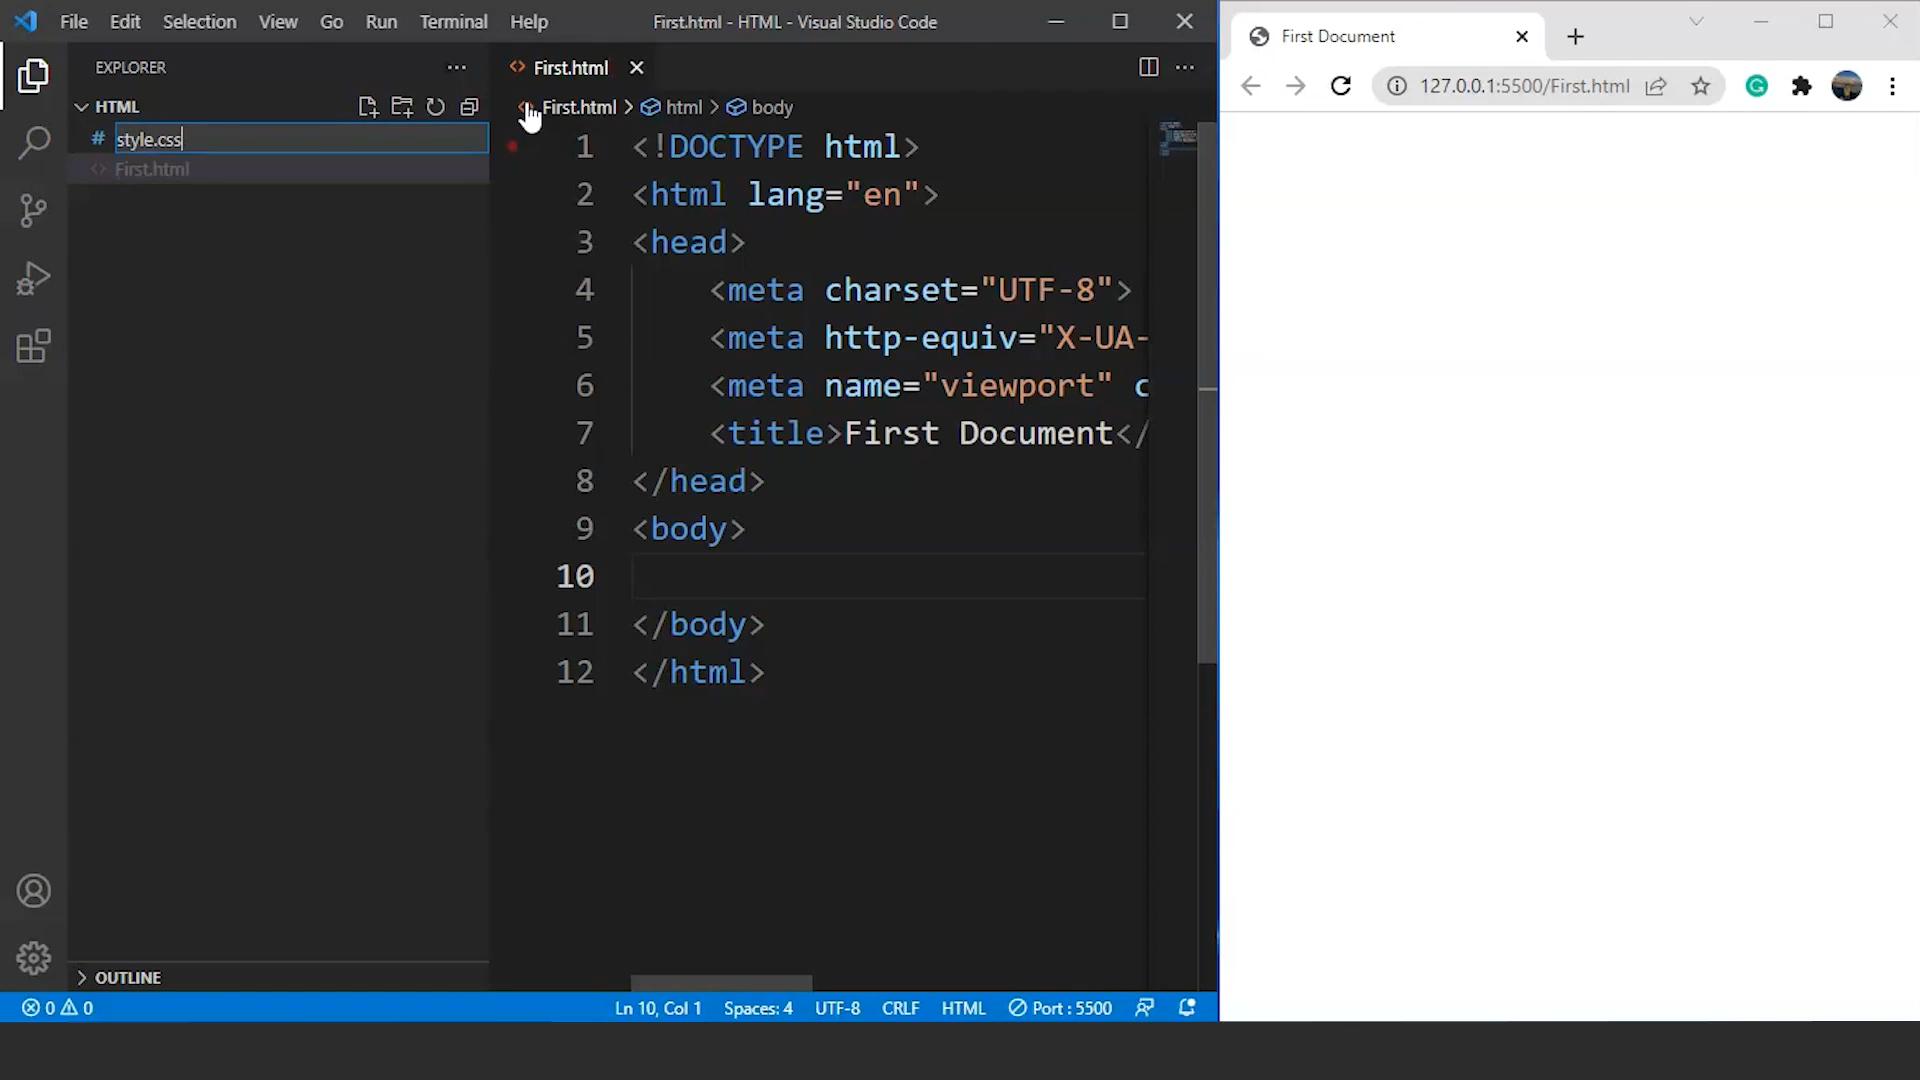 File Edit Selection View Go Run Terminal Help
First.html - HTML - Visual Studio Code
EXPLORER
HTML
# style.css
First.html
First.html
First.html > html > body
1 <!DOCTYPE html>
2 <html lang="en">
3 <head>
4 <meta charset="UTF-8">
5 <meta http-equiv="X-UA-
6 <meta name="viewport" c
7 <title>First Document</
8 </head>
9 <body>
10
11 </body>
12 </html>
OUTLINE
0 0
Ln 10, Col 1 Spaces: 4 UTF-8 CRLF HTML Port : 5500
First Document
127.0.0.1:5500/First.html